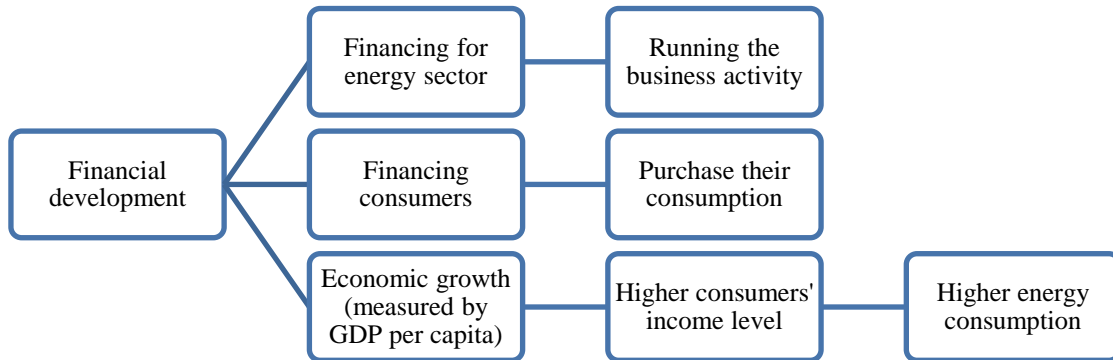 Financing for
energy sector
Running the
business activity
Financial
development
Financing
consumers
Purchase their
consumption
Economic growth
(measured by
GDP per capita)
Higher consumers'
income level
Higher energy
consumption